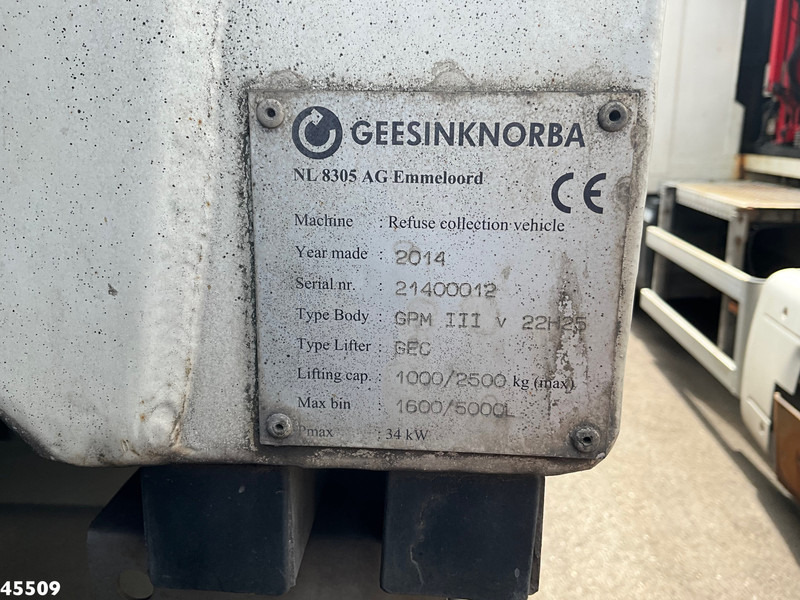 GEESINKNORBA
NL 8305 AG Emmeloord
CE
Machine : Refuse collection vehicle
Year made : 2014
Serial nr. : 21400012
Type Body : GPM III V 22H25
Type Lifter : GEC
Lifting cap. : 1000/2500 kg (max)
Max bin : 1600/5000L
Pmax : 34 kW
45509